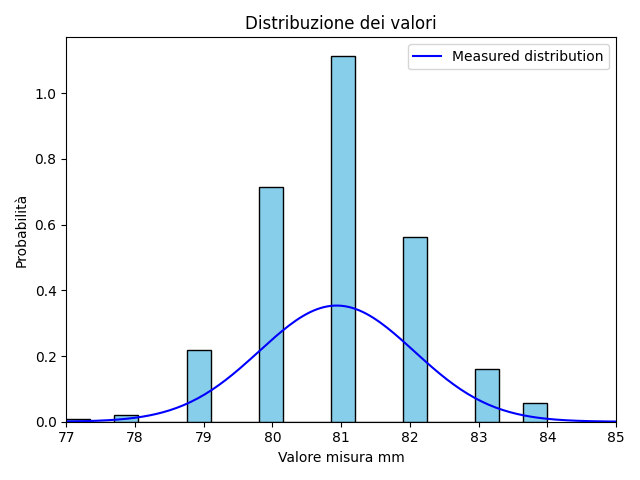 Distribuzione dei valori
Measured distribution
Probabilità
1.0
0.8
0.6
0.4
0.2
0.0
77 78 79 80 81 82 83 84 85
Valore misura mm